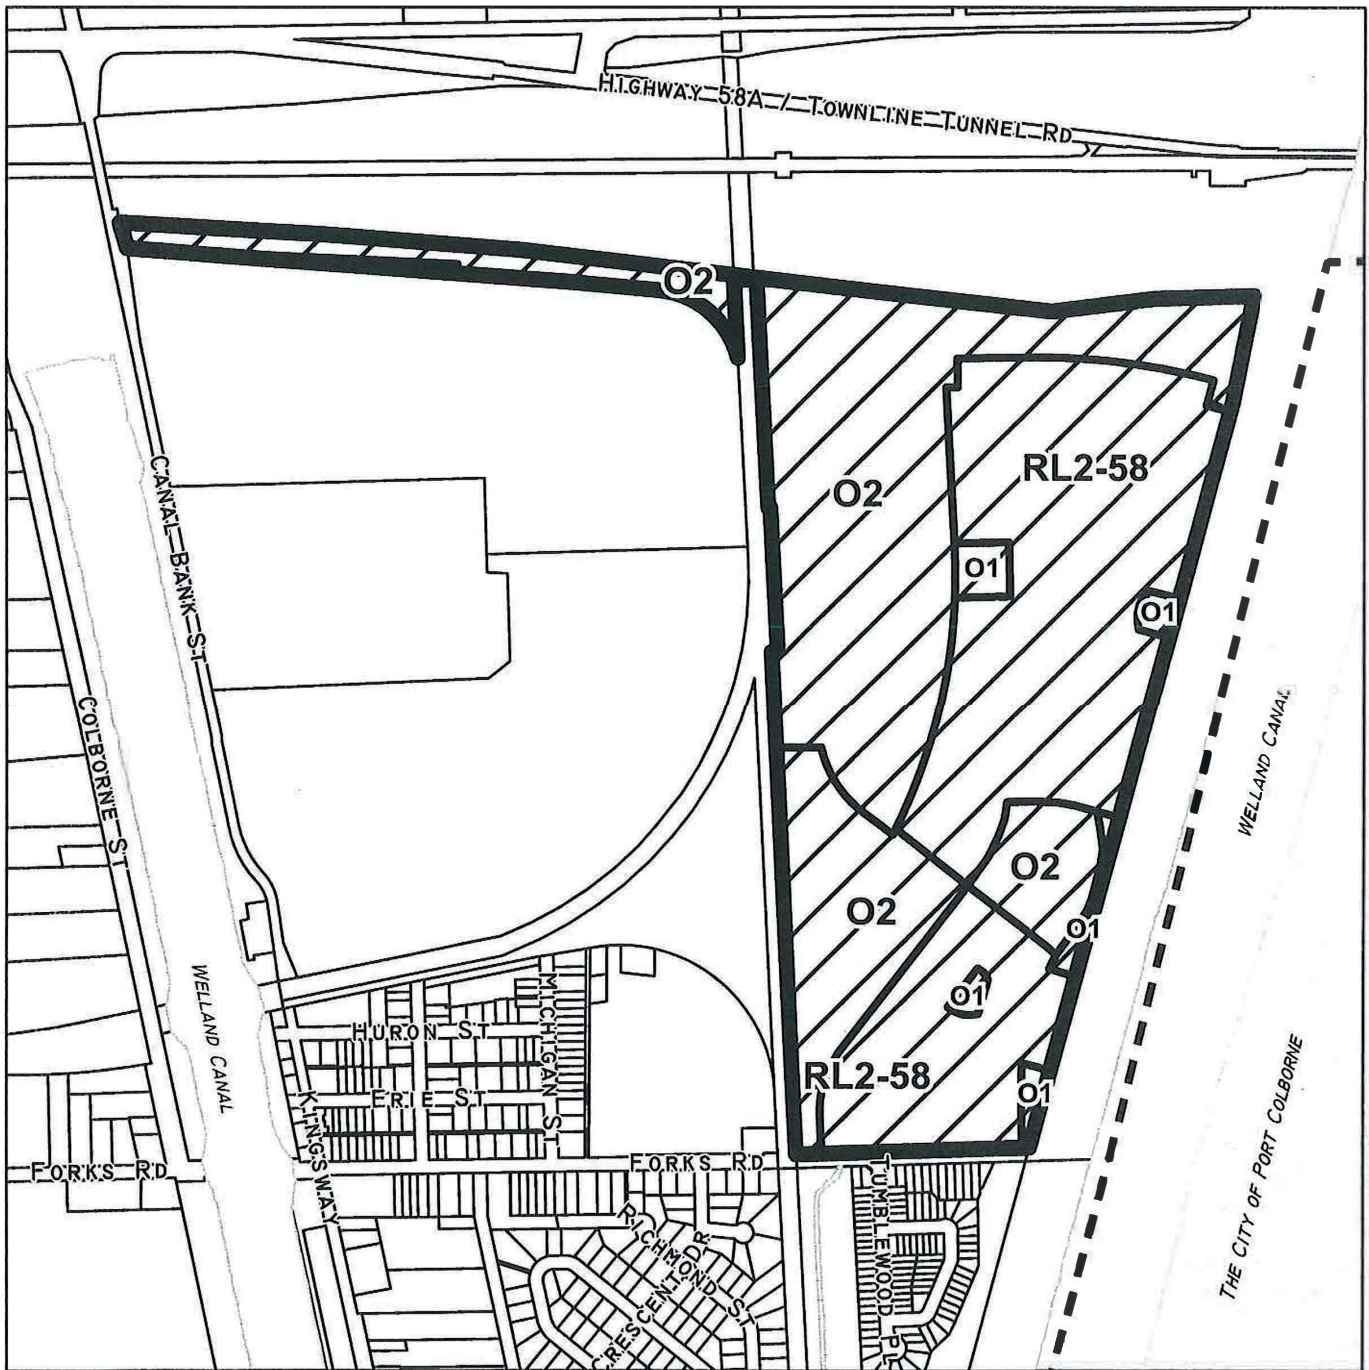 HIGHWAY 58A / TOWNLINE TUNNEL RD
O2
RL2-58
O2
O1
O1
CANAL BANK ST
COLBORNE ST
WELLAND CANAL
O2
O2
O1
O1
WELLAND CANAL
MICHIGAN ST
HURON ST
RL2-58
O1
ERIE ST
KINGSWAY
THE CITY OF PORT COLBORNE
FORKS RD
FORKS RD
TUMBLEWOOD PL
RICHMOND ST
CRESCENT DR